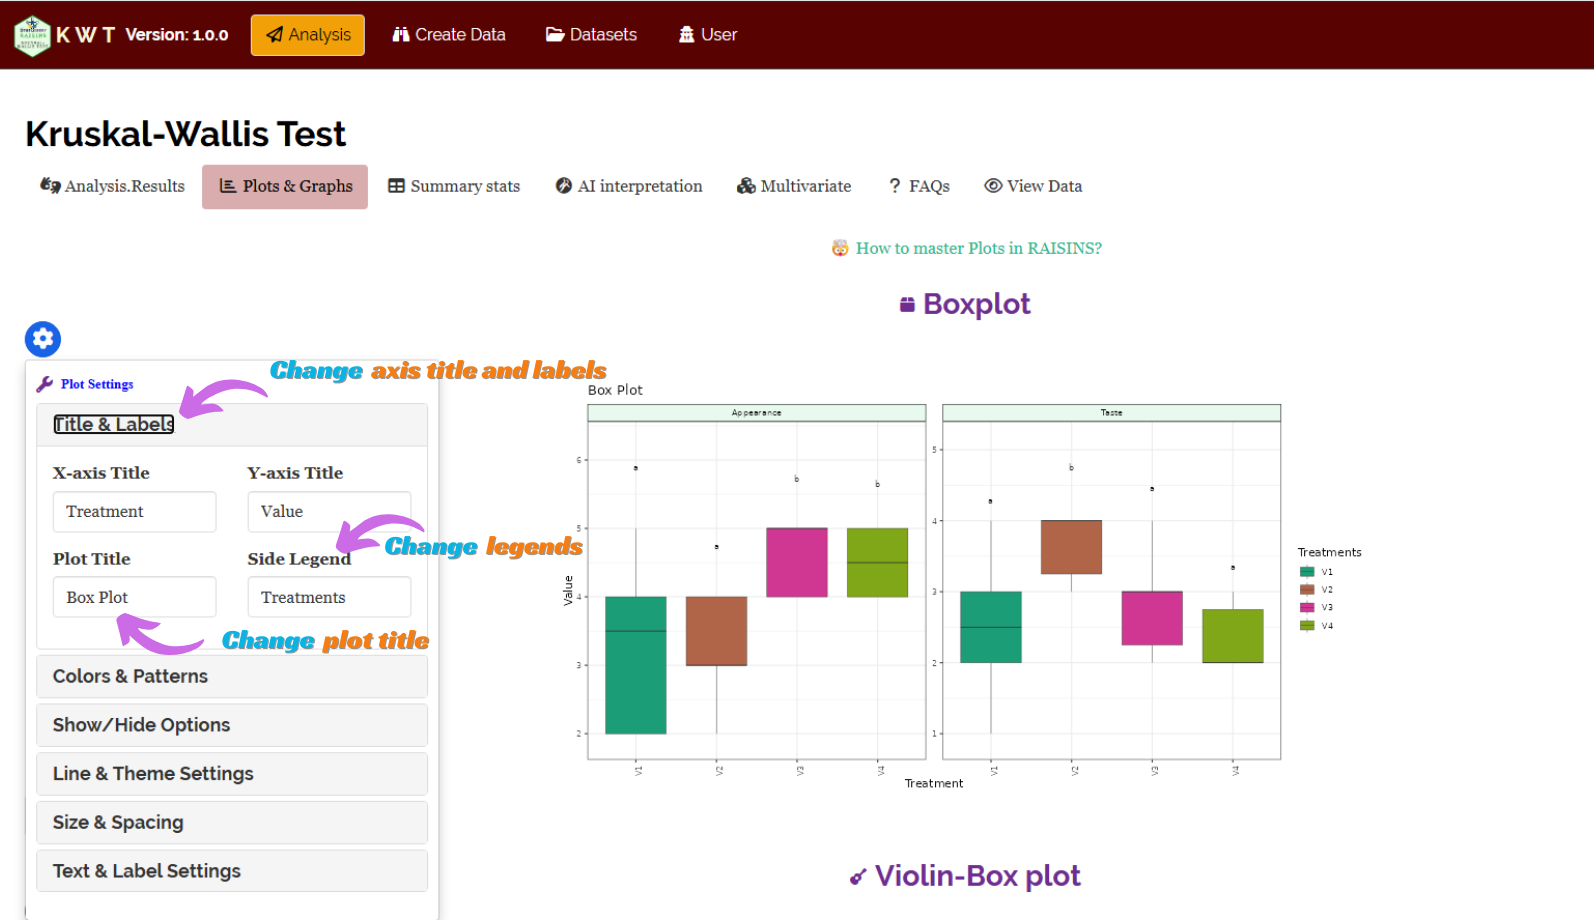 K W T Version: 1.0.0 Analysis Create Data Datasets User
Kruskal-Wallis Test
Analysis.Results Plots & Graphs Summary stats AI interpretation Multivariate ? FAQs View Data
How to master Plots in RAISINS?
Boxplot
Change axis title and labels
Plot Settings
Title & Labels
X-axis Title Y-axis Title
Treatment Value
Change legends
Plot Title Side Legend
Box Plot Treatments
Change plot title
Colors & Patterns
Show/Hide Options
Line & Theme Settings
Size & Spacing
Text & Label Settings
Box Plot
Appearance Taste
6
5
4
3
2
a
a
b
b
5
4
3
2
1
a
b
a
a
Value
V1 V2 V3 V4 V1 V2 V3 V4
Treatment
Treatments
V1
V2
V3
V4
Violin-Box plot